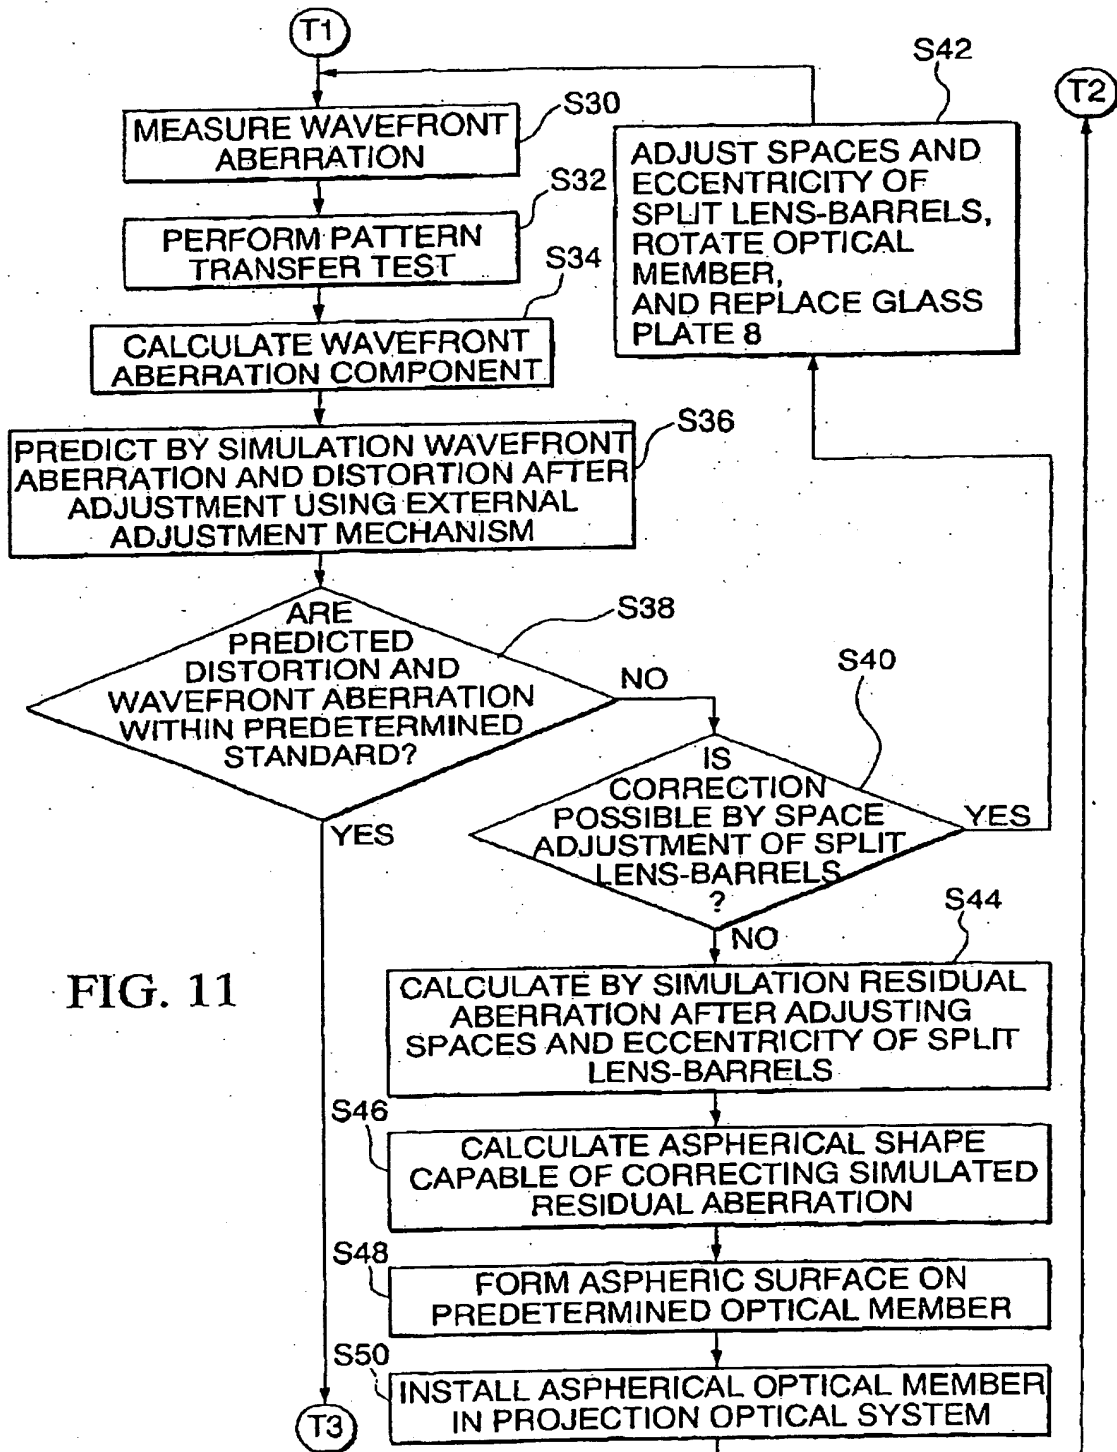 T1
S30
MEASURE WAVEFRONT
ABERRATION
S32
PERFORM PATTERN
TRANSFER TEST
S34
CALCULATE WAVEFRONT
ABERRATION COMPONENT
S36
PREDICT BY SIMULATION WAVEFRONT
ABERRATION AND DISTORTION AFTER
ADJUSTMENT USING EXTERNAL
ADJUSTMENT MECHANISM
S38
ARE
PREDICTED
DISTORTION AND
WAVEFRONT ABERRATION
WITHIN PREDETERMINED
STANDARD?
NO
YES
S40
IS
CORRECTION
POSSIBLE BY SPACE
ADJUSTMENT OF SPLIT
LENS-BARRELS
?
YES
NO
S42
ADJUST SPACES AND
ECCENTRICITY OF
SPLIT LENS-BARRELS,
ROTATE OPTICAL
MEMBER,
AND REPLACE GLASS
PLATE 8
T2
S44
CALCULATE BY SIMULATION RESIDUAL
ABERRATION AFTER ADJUSTING
SPACES AND ECCENTRICITY OF SPLIT
LENS-BARRELS
S46
CALCULATE ASPHERICAL SHAPE
CAPABLE OF CORRECTING SIMULATED
RESIDUAL ABERRATION
S48
FORM ASPHERIC SURFACE ON
PREDETERMINED OPTICAL MEMBER
S50
INSTALL ASPHERICAL OPTICAL MEMBER
IN PROJECTION OPTICAL SYSTEM
T3
FIG. 11